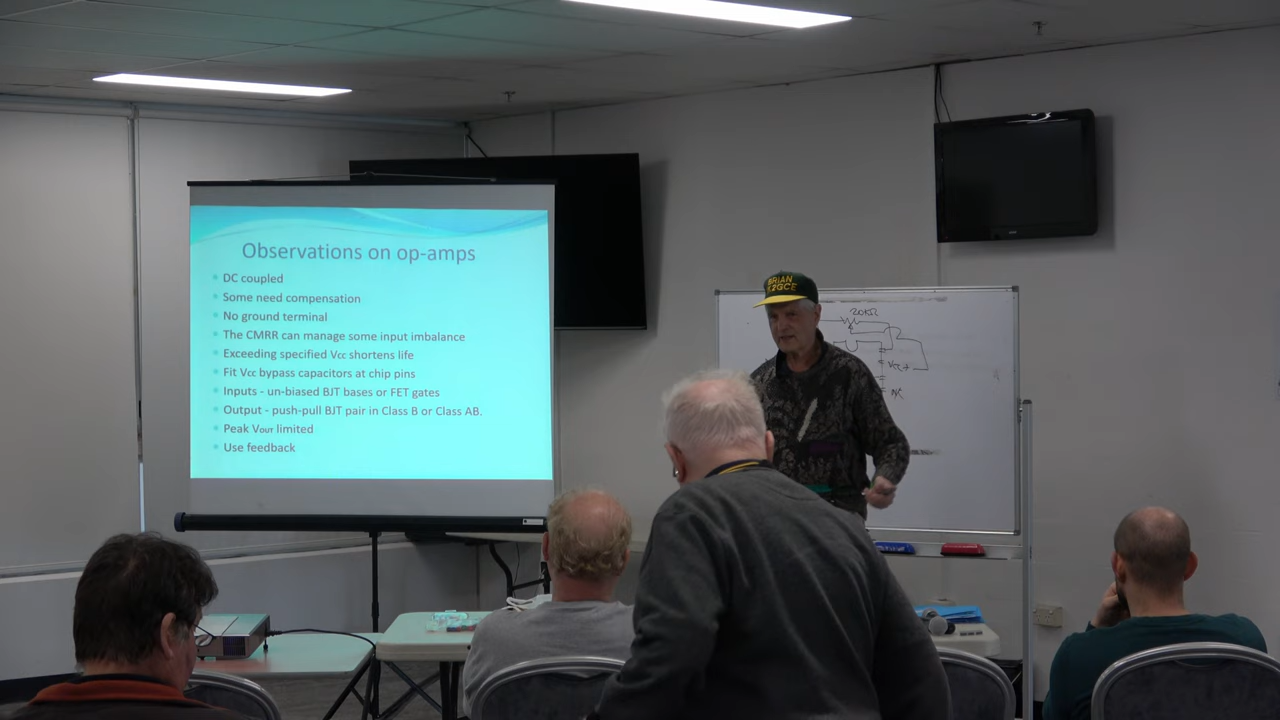 Observations on op-amps
DC coupled
Some need compensation
No ground terminal
The CMRR can manage some input imbalance
Exceeding specified Vcc shortens life
Fit Vcc bypass capacitors at chip pins
Inputs - un-biased BJT bases or FET gates
Output - push-pull BJT pair in Class B or Class AB.
Peak Vout limited
Use feedback
BRIAN
20KΩ